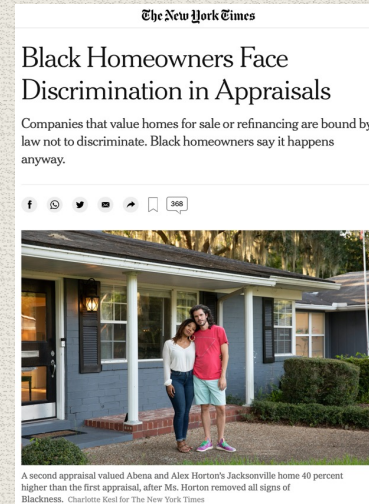 The New York Times
Black Homeowners Face
Discrimination in Appraisals
Companies that value homes for sale or refinancing are bound by
law not to discriminate. Black homeowners say it happens
anyway.
368
A second appraisal valued Abena and Alex Horton's Jacksonville home 40 percent
higher than the first appraisal, after Ms. Horton removed all signs of
Blackness. Charlotte Kesl for The New York Times